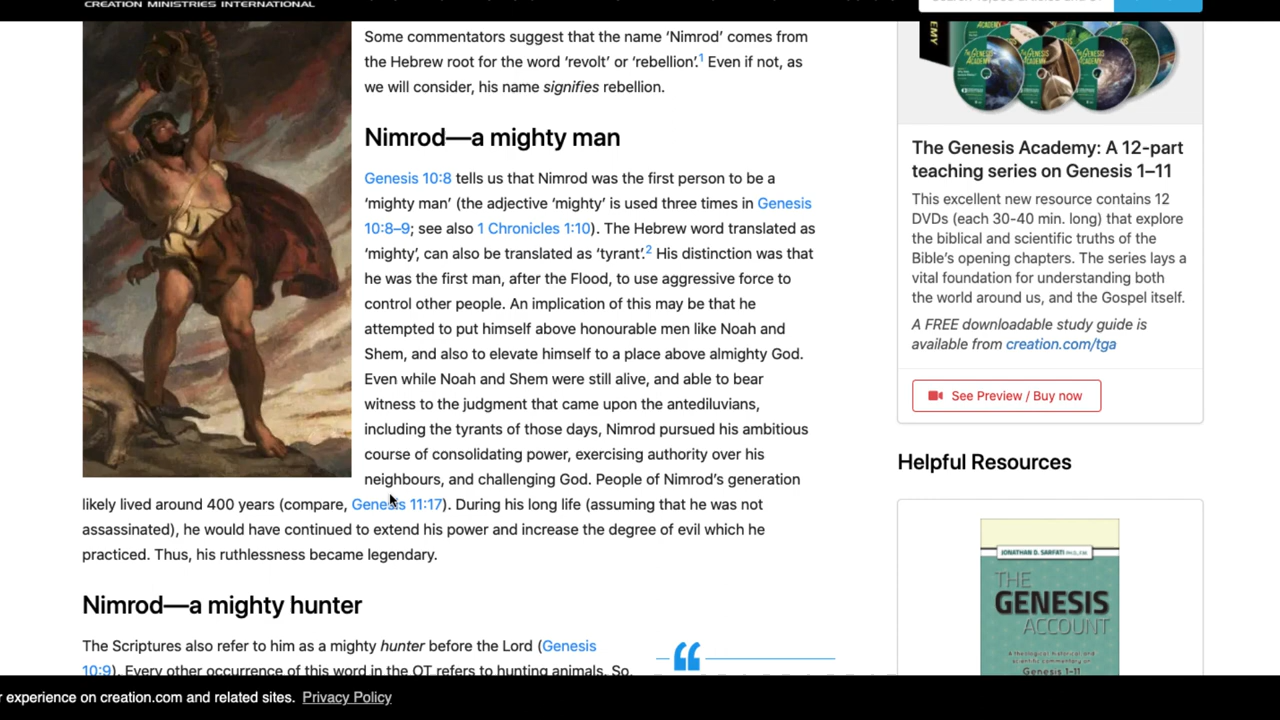 CREATION MINISTRIES INTERNATIONAL
Some commentators suggest that the name ‘Nimrod’ comes from
the Hebrew root for the word ‘revolt’ or ‘rebellion’.1 Even if not, as
we will consider, his name signifies rebellion.
Nimrod—a mighty man
Genesis 10:8 tells us that Nimrod was the first person to be a
‘mighty man’ (the adjective ‘mighty’ is used three times in Genesis
10:8–9; see also 1 Chronicles 1:10). The Hebrew word translated as
‘mighty’, can also be translated as ‘tyrant’.2 His distinction was that
he was the first man, after the Flood, to use aggressive force to
control other people. An implication of this may be that he
attempted to put himself above honourable men like Noah and
Shem, and also to elevate himself to a place above almighty God.
Even while Noah and Shem were still alive, and able to bear
witness to the judgment that came upon the antediluvians,
including the tyrants of those days, Nimrod pursued his ambitious
course of consolidating power, exercising authority over his
neighbours, and challenging God. People of Nimrod’s generation
likely lived around 400 years (compare, Genesis 11:17). During his long life (assuming that he was not
assassinated), he would have continued to extend his power and increase the degree of evil which he
practiced. Thus, his ruthlessness became legendary.
Nimrod—a mighty hunter
The Scriptures also refer to him as a mighty hunter before the Lord (Genesis
10:9). Every other occurrence of this word in the OT refers to hunting animals. So,
The Genesis Academy: A 12-part
teaching series on Genesis 1–11
This excellent new resource contains 12
DVDs (each 30-40 min. long) that explore
the biblical and scientific truths of the
Bible’s opening chapters. The series lays a
vital foundation for understanding both
the world around us, and the Gospel itself.
A FREE downloadable study guide is
available from creation.com/tga
See Preview / Buy now
Helpful Resources
JONATHAN D. SARFATI PH.D., F.M.
THE
GENESIS
ACCOUNT
A theological, historical, and
scientific commentary on
Genesis 1–11
r experience on creation.com and related sites. Privacy Policy